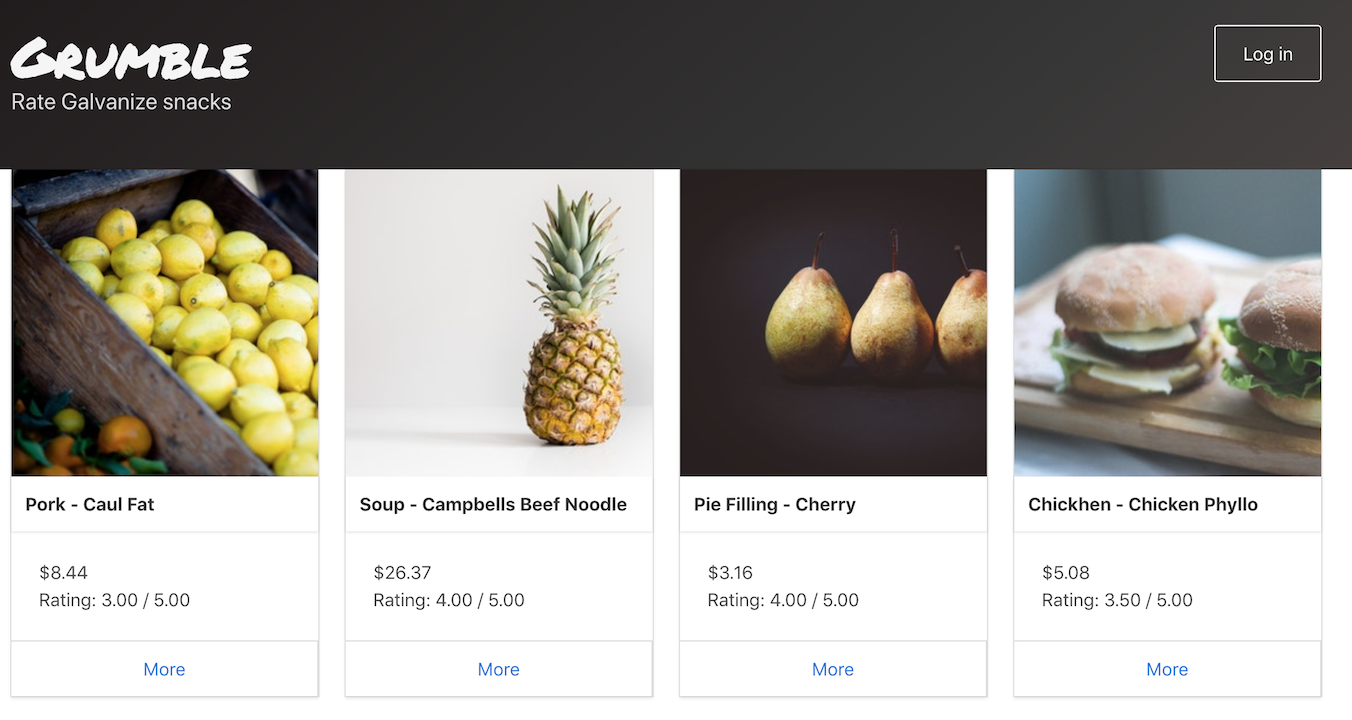 GRUMBLE
Rate Galvanize snacks
Log in
Pork - Caul Fat
$8.44
Rating: 3.00 / 5.00
More
Soup - Campbells Beef Noodle
$26.37
Rating: 4.00 / 5.00
More
Pie Filling - Cherry
$3.16
Rating: 4.00 / 5.00
More
Chickhen - Chicken Phyllo
$5.08
Rating: 3.50 / 5.00
More